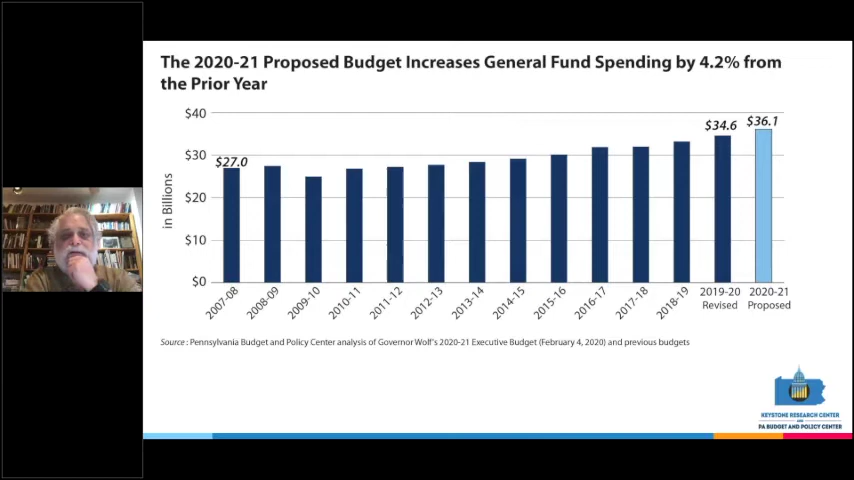 The 2020-21 Proposed Budget Increases General Fund Spending by 4.2% from
the Prior Year
$40
$30
$20
$10
$0
in Billions
$27.0
$34.6
$36.1
2007-08
2008-09
2009-10
2010-11
2011-12
2012-13
2013-14
2014-15
2015-16
2016-17
2017-18
2018-19
2019-20
Revised
2020-21
Proposed
Source: Pennsylvania Budget and Policy Center analysis of Governor Wolf's 2020-21 Executive Budget (February 4, 2020) and previous budgets
KEYSTONE RESEARCH CENTER
AND
PA BUDGET AND POLICY CENTER